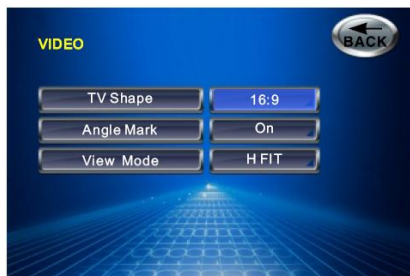 VIDEO
BACK
TV Shape 16:9
Angle Mark On
View Mode H FIT